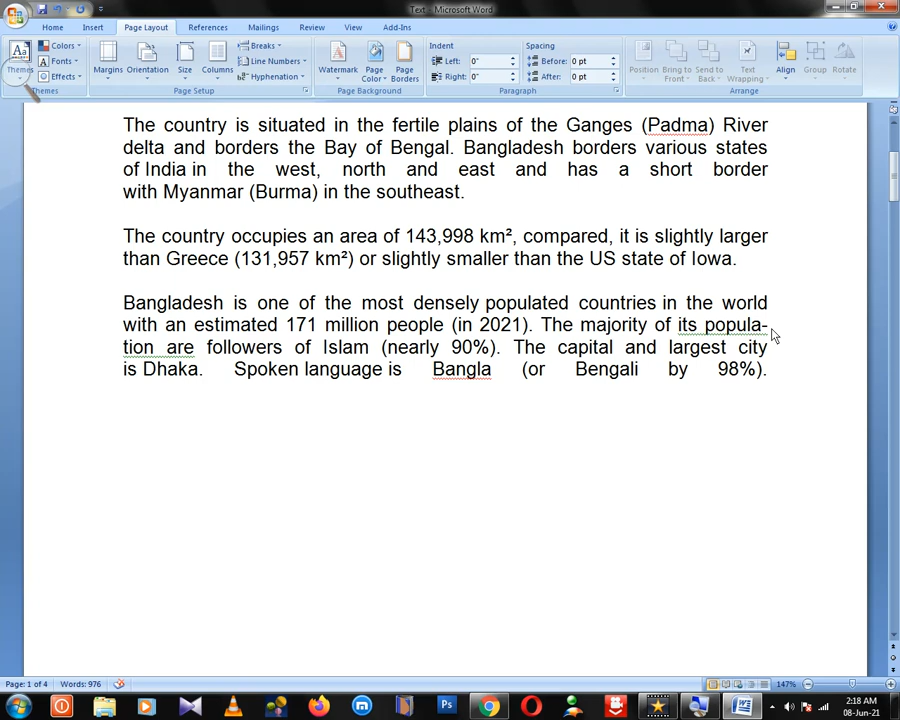 Text - Microsoft Word
Home Insert Page Layout References Mailings Review View Add-Ins
Aa Colors Breaks Indent Spacing
Themes Fonts Margins Orientation Size Columns Line Numbers Watermark Page Color Page Borders Left: 0" Before: 0 pt Position Bring to Front Send to Back Text Wrapping Align Group Rotate
Effects Hyphenation Right: 0" After: 0 pt
Themes Page Setup Page Background Paragraph Arrange
The country is situated in the fertile plains of the Ganges (Padma) River
delta and borders the Bay of Bengal. Bangladesh borders various states
of India in the west, north and east and has a short border
with Myanmar (Burma) in the southeast.
The country occupies an area of 143,998 km², compared, it is slightly larger
than Greece (131,957 km²) or slightly smaller than the US state of Iowa.
Bangladesh is one of the most densely populated countries in the world
with an estimated 171 million people (in 2021). The majority of its popula-
tion are followers of Islam (nearly 90%). The capital and largest city
is Dhaka. Spoken language is Bangla (or Bengali by 98%).
Page: 1 of 4 Words: 976 147%
Ps 2:18 AM
08-Jun-21